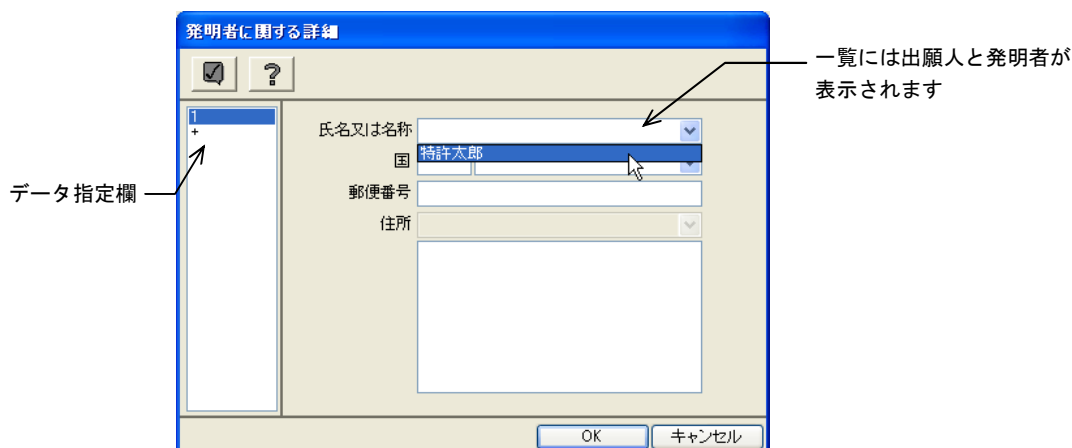 発明者に関する詳細
?
一覧には出願人と発明者が
表示されます
1
+
氏名又は名称
特許太郎
国
データ指定欄
郵便番号
住所
OK
キャンセル